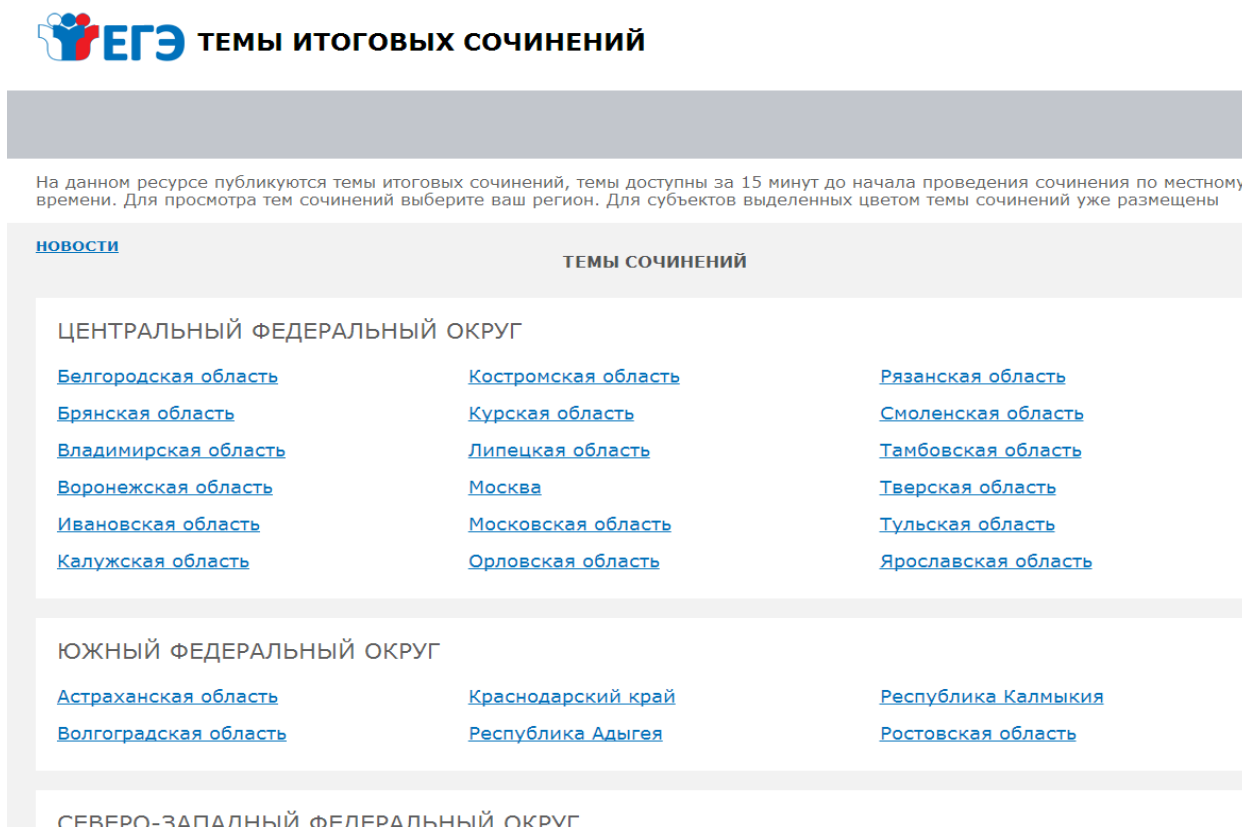 ЕГЭ ТЕМЫ ИТОГОВЫХ СОЧИНЕНИЙ
На данном ресурсе публикуются темы итоговых сочинений, темы доступны за 15 минут до начала проведения сочинения по местному
времени. Для просмотра тем сочинений выберите ваш регион. Для субъектов выделенных цветом темы сочинений уже размещены
НОВОСТИ
ТЕМЫ СОЧИНЕНИЙ
ЦЕНТРАЛЬНЫЙ ФЕДЕРАЛЬНЫЙ ОКРУГ
Белгородская область Костромская область Рязанская область
Брянская область Курская область Смоленская область
Владимирская область Липецкая область Тамбовская область
Воронежская область Москва Тверская область
Ивановская область Московская область Тульская область
Калужская область Орловская область Ярославская область
ЮЖНЫЙ ФЕДЕРАЛЬНЫЙ ОКРУГ
Астраханская область Краснодарский край Республика Калмыкия
Волгоградская область Республика Адыгея Ростовская область
СЕВЕРО-ЗАПАДНЫЙ ФЕДЕРАЛЬНЫЙ ОКРУГ